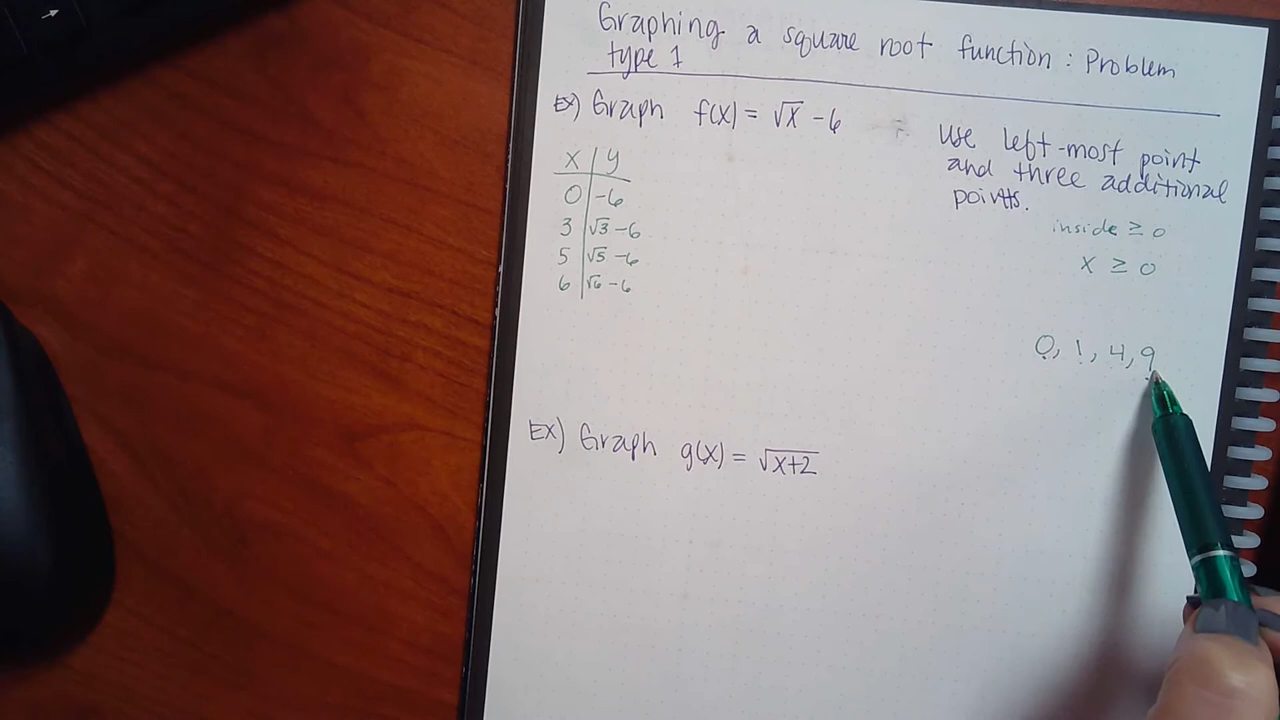 Graphing a square root function : Problem
type 1
Ex) Graph f(x) = √x - 6
Use left-most point
and three additional
points.
x | y
0 | -6
3 | √3 - 6
5 | √5 - 6
6 | √6 - 6
inside ≥ 0
x ≥ 0
0, 1, 4, 9
Ex) Graph g(x) = √(x+2)